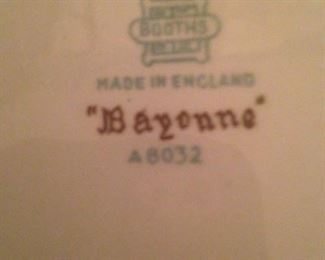 BOOTHS
MADE IN ENGLAND
"Bayonne"
A8032